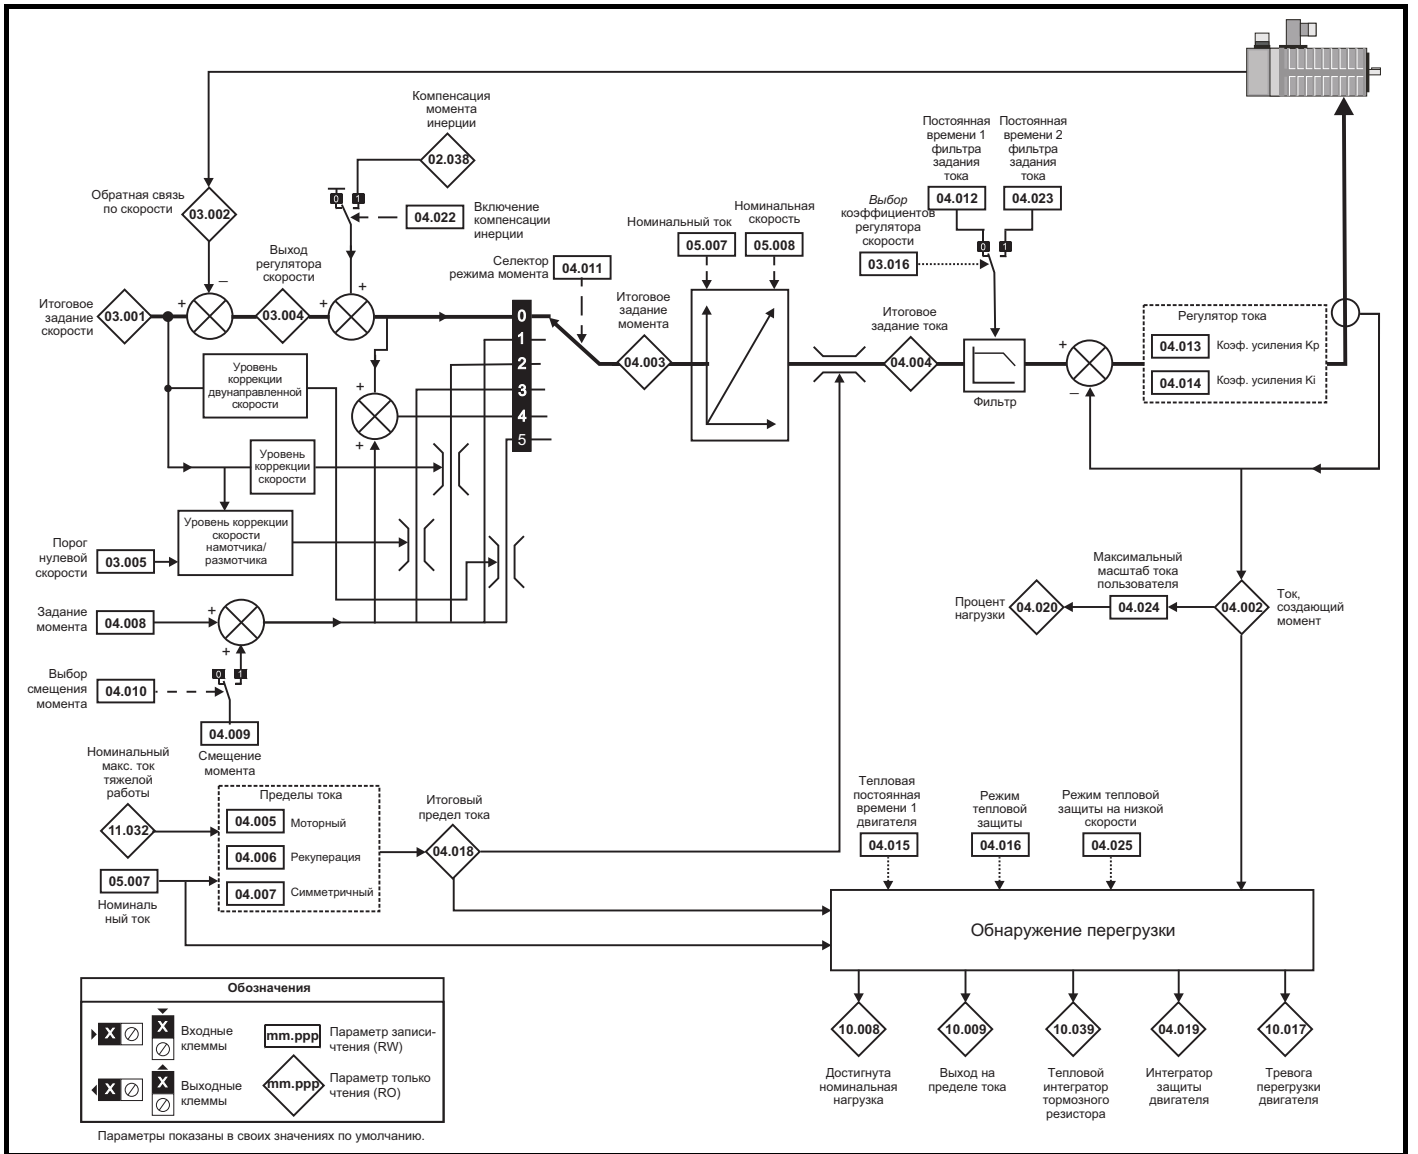 Компенсация
момента
инерции
02.038
Обратная связь
по скорости
03.002
0
1
04.022
Включение
компенсации
инерции
Выход
регулятора
скорости
03.004
Итоговое
задание
скорости
03.001
+
–
+
+
Селектор
режима момента
04.011
0
1
2
3
4
5
Итоговое
задание
момента
04.003
Номинальный ток
05.007
Номинальная
скорость
05.008
Постоянная
времени 1
фильтра
задания
тока
04.012
Постоянная
времени 2
фильтра
задания
тока
04.023
Выбор
коэффициентов
регулятора
скорости
03.016
0
1
Итоговое
задание тока
04.004
Фильтр
+
–
Регулятор тока
04.013
Коэф. усиления Kp
04.014
Коэф. усиления Ki
Уровень
коррекции
двунаправленной
скорости
+
+
Уровень
коррекции
скорости
Уровень коррекции
скорости
намотчика/
размотчика
Порог
нулевой
скорости
03.005
Задание
момента
04.008
+
+
0
1
Выбор
смещения
момента
04.010
04.009
Смещение
момента
Максимальный
масштаб тока
пользователя
04.024
Процент
нагрузки
04.020
04.002
Ток,
создающий
момент
Номинальный
макс. ток
тяжелой
работы
11.032
05.007
Номиналь
ный ток
Пределы тока
04.005
Моторный
04.006
Рекуперация
04.007
Симметричный
Итоговый
предел тока
04.018
Тепловая
постоянная
времени 1
двигателя
04.015
Режим
тепловой
защиты
04.016
Режим тепловой
защиты на низкой
скорости
04.025
Обнаружение перегрузки
10.008
Достигнута
номинальная
нагрузка
10.009
Выход на
пределе тока
10.039
Тепловой
интегратор
тормозного
резистора
04.019
Интегратор
защиты
двигателя
10.017
Тревога
перегрузки
двигателя
Обозначения
X
X
Входные
клеммы
mm.ppp
Параметр записи-
чтения (RW)
X
X
Выходные
клеммы
mm.ppp
Параметр только
чтения (RO)
Параметры показаны в своих значениях по умолчанию.